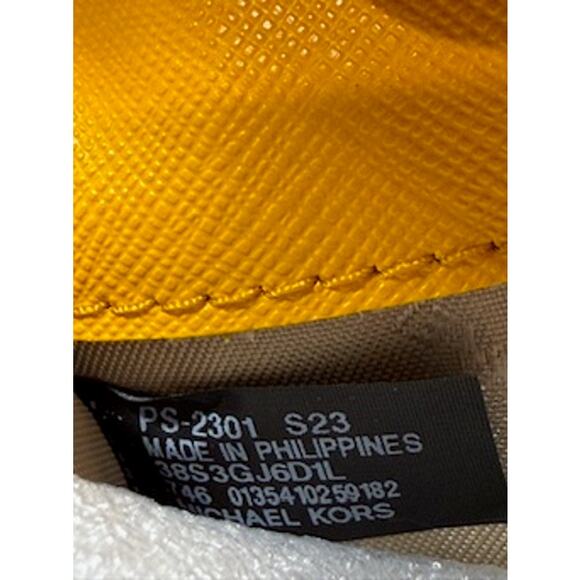 PS-2301 S23
MADE IN PHILIPPINES
38S3GJ6D1L
746 0135410259182
MICHAEL KORS